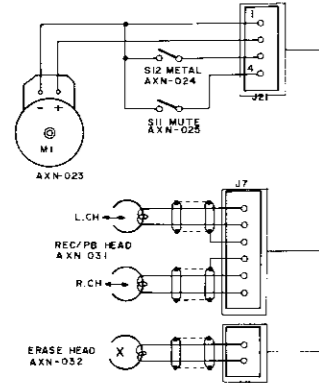 1
S12 METAL
AXN-024
4
J21
S11 MUTE
AXN-025
- +
M1
AXN-023
J7
L.CH
REC/PB HEAD
AXN 031
R.CH
ERASE HEAD
AXN-032
X